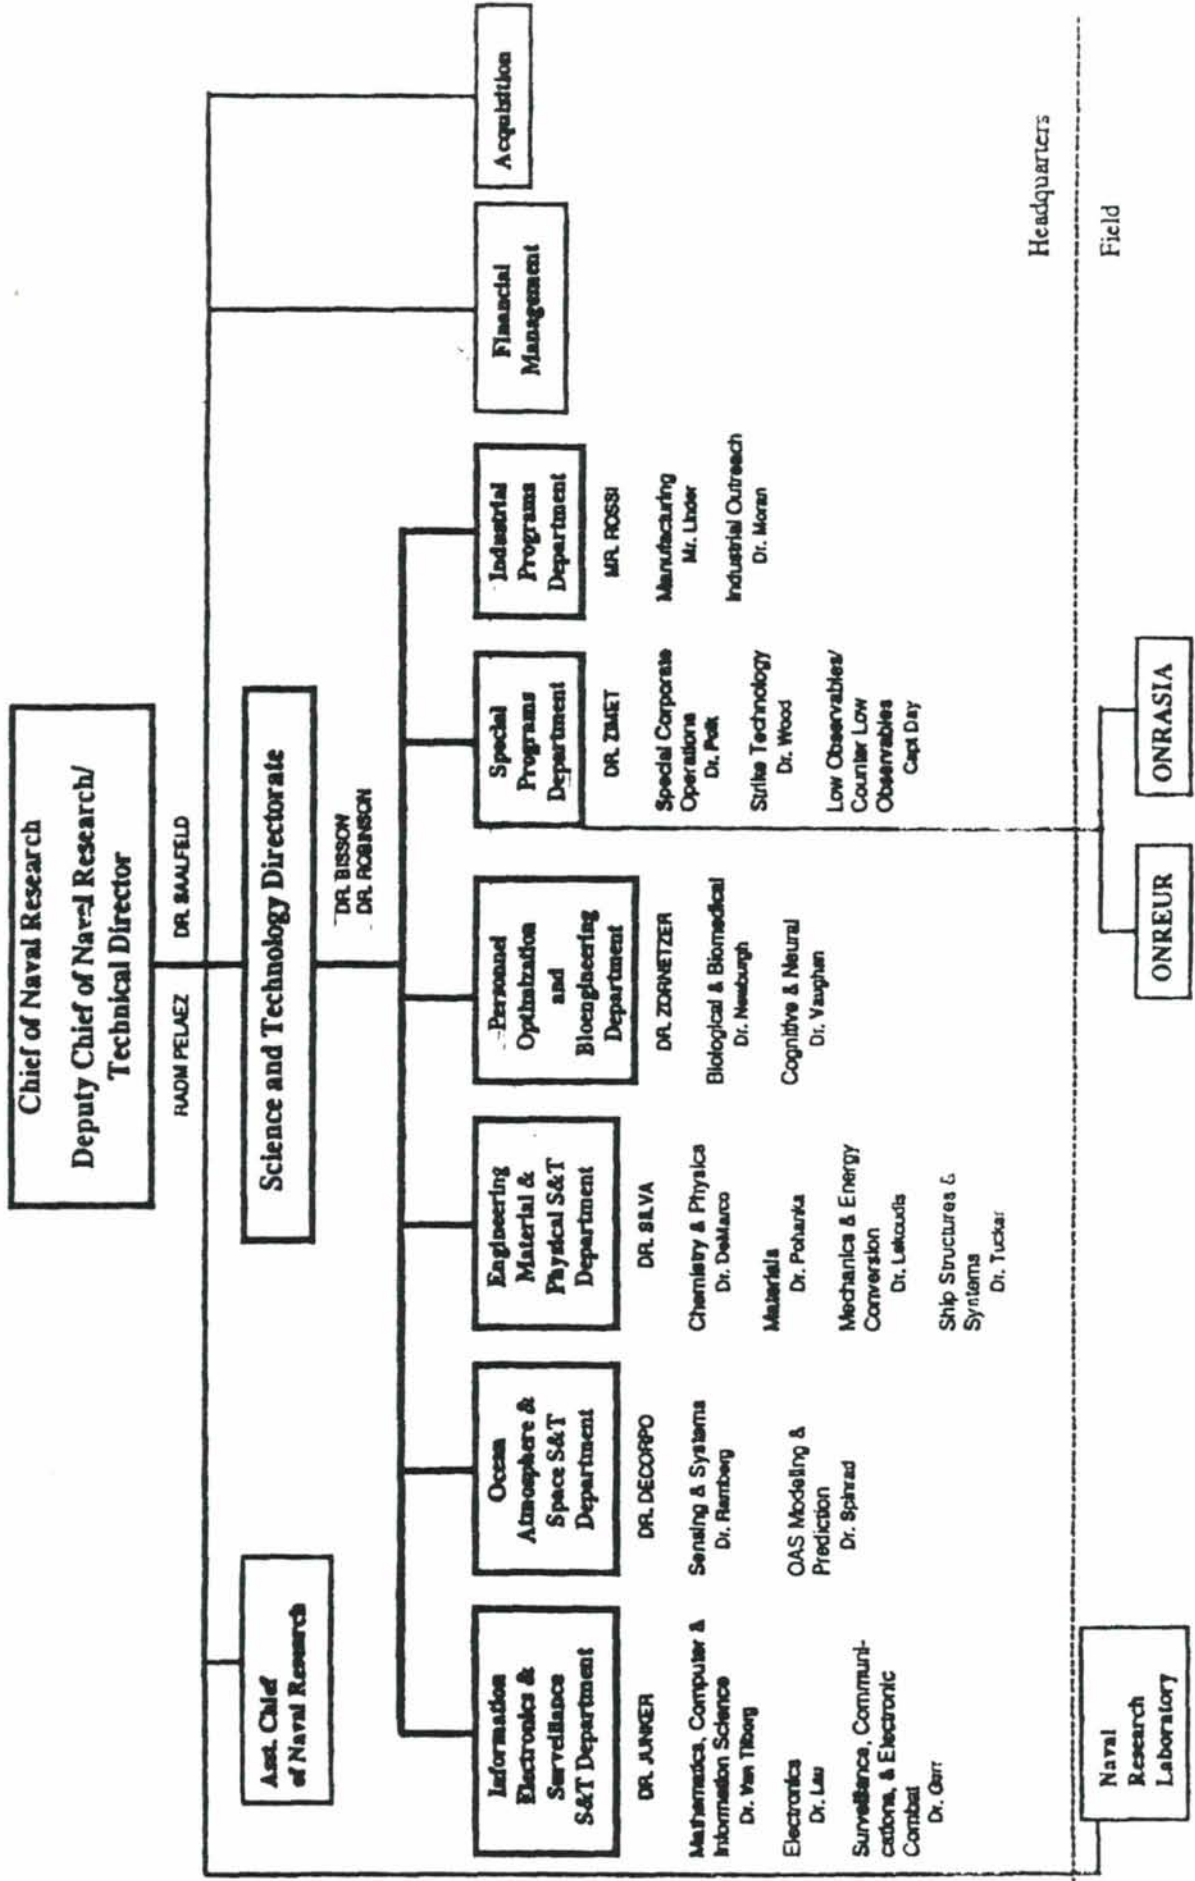 Chief of Naval Research
Deputy Chief of Naval Research/
Technical Director
RADM PELAEZ
DR. SAALFELD
Asst. Chief
of Naval Research
Science and Technology Directorate
DR. BISSON
DR. ROBINSON
Information
Electronics &
Surveillance
S&T Department
DR. JUNKER
Mathematics, Computer &
Information Science
Dr. Van Tilborg
Electronics
Dr. Lau
Surveillance, Communi-
cations, & Electronic
Combat
Dr.
Ocean
Atmosphere &
Space S&T
Department
DR. DECORPO
Sensing & Systems
Dr. Ramberg
OAS Modeling &
Prediction
Dr. Spinrad
Engineering
Material &
Physical S&T
Department
DR. SILVA
Chemistry & Physics
Dr. DeMarco
Materials
Dr. Pohanka
Mechanics & Energy
Conversion
Dr. Lekoudis
Ship Structures &
Systems
Dr. Tucker
Personnel
Optimization
and
Bioengineering
Department
DR. ZORNETZER
Biological & Biomedical
Dr. Newburgh
Cognitive & Neural
Dr. Vaughan
Special
Programs
Department
DR. ZIMET
Special Corporate
Operations
Dr. Polk
Strike Technology
Dr. Wood
Low Observables/
Counter Low
Observables
Capt Day
Industrial
Programs
Department
MR. ROSSI
Manufacturing
Mr. Linder
Industrial Outreach
Dr. Moran
Financial
Management
Acquisition
Headquarters
Field
Naval
Research
Laboratory
ONREUR
ONRASIA